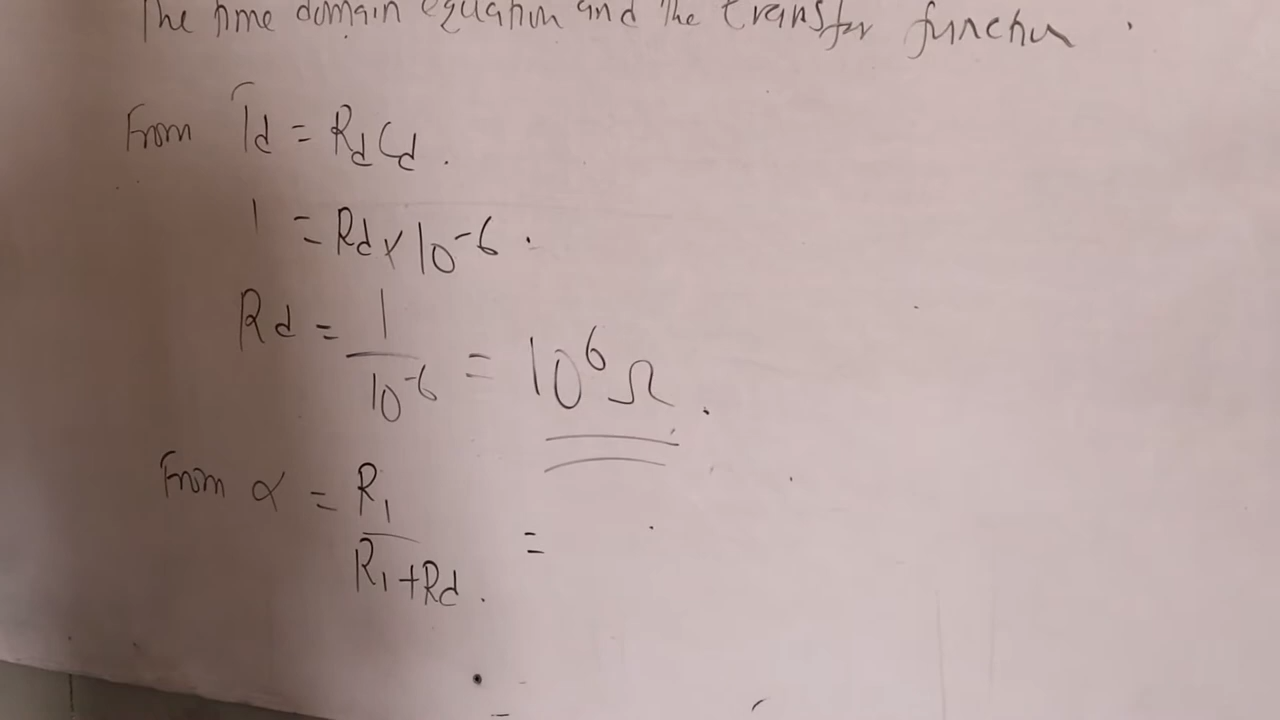 The time domain equation and the transfer function.
From Td = RdCd.
1 = Rd x 10^-6.
Rd = 1/10^-6 = 10^6 Ω.
From α = R1/(R1+Rd). =